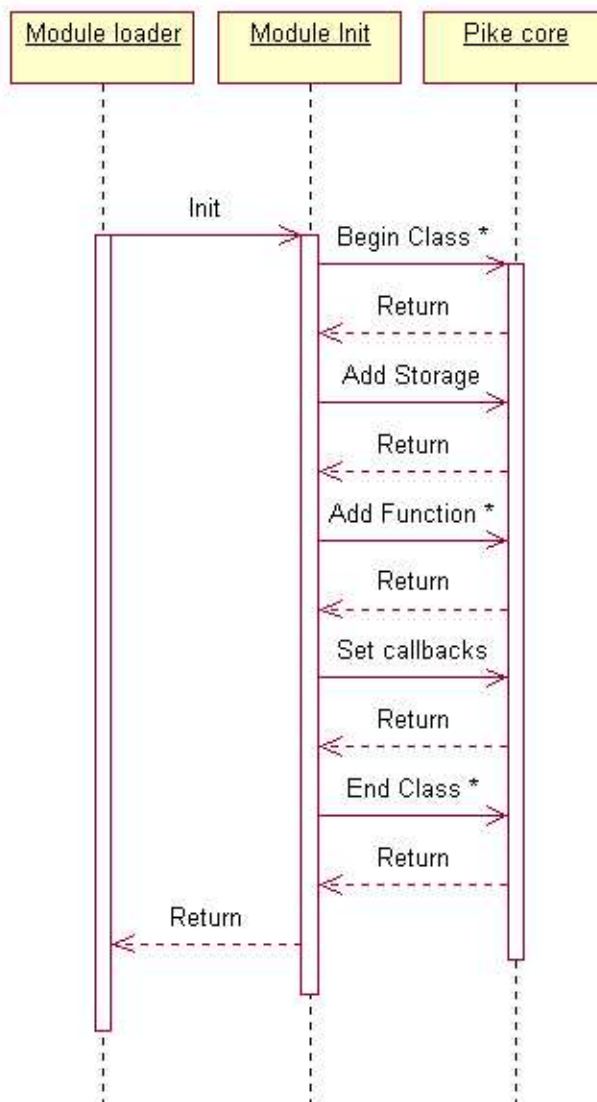 Module loader
Module Init
Pike core
Init
Begin Class *
Return
Add Storage
Return
Add Function *
Return
Set callbacks
Return
End Class *
Return
Return